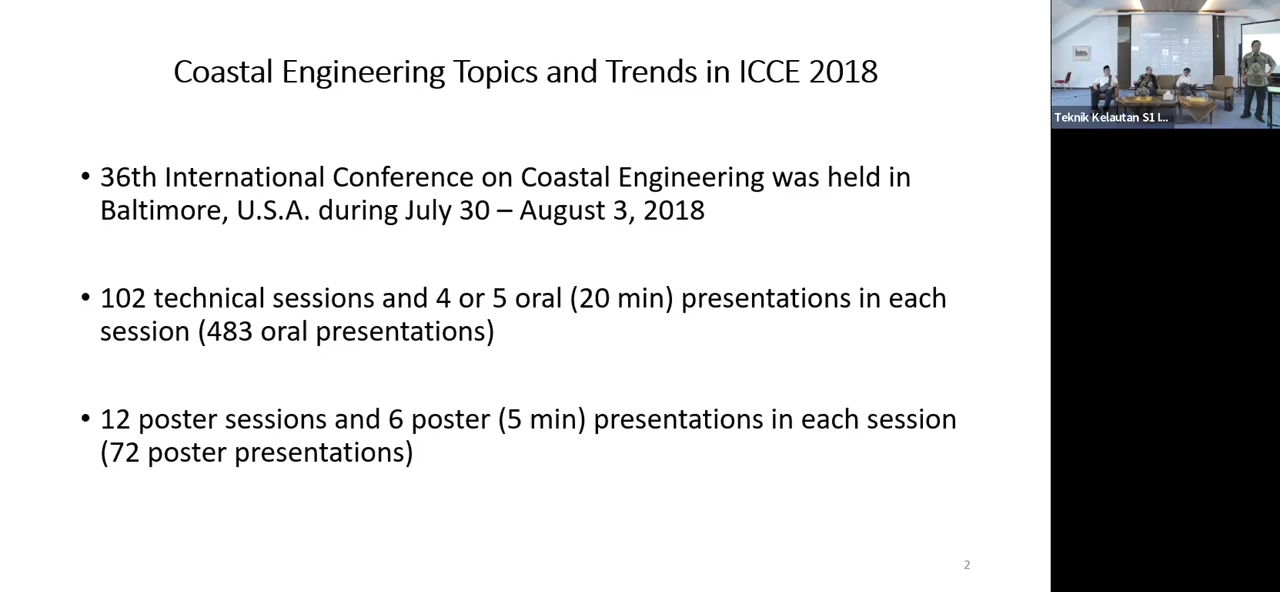 Coastal Engineering Topics and Trends in ICCE 2018
• 36th International Conference on Coastal Engineering was held in
Baltimore, U.S.A. during July 30 – August 3, 2018
• 102 technical sessions and 4 or 5 oral (20 min) presentations in each
session (483 oral presentations)
• 12 poster sessions and 6 poster (5 min) presentations in each session
(72 poster presentations)
2
Teknik Kelautan S1 I...